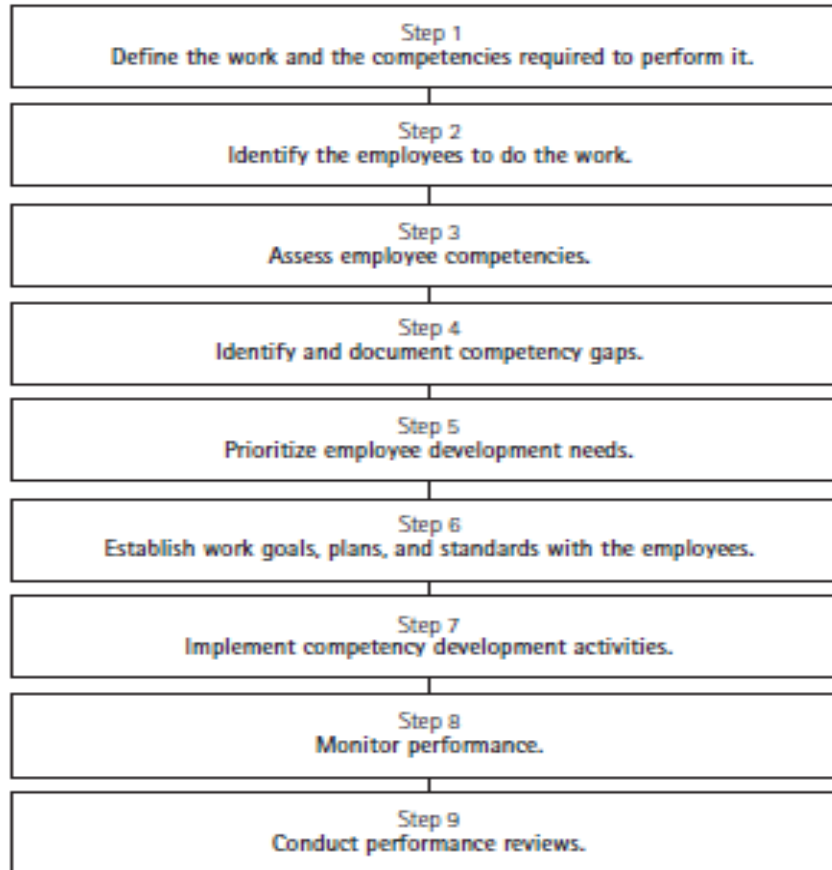 Step 1
Define the work and the competencies required to perform it.
Step 2
Identify the employees to do the work.
Step 3
Assess employee competencies.
Step 4
Identify and document competency gaps.
Step 5
Prioritize employee development needs.
Step 6
Establish work goals, plans, and standards with the employees.
Step 7
Implement competency development activities.
Step 8
Monitor performance.
Step 9
Conduct performance reviews.